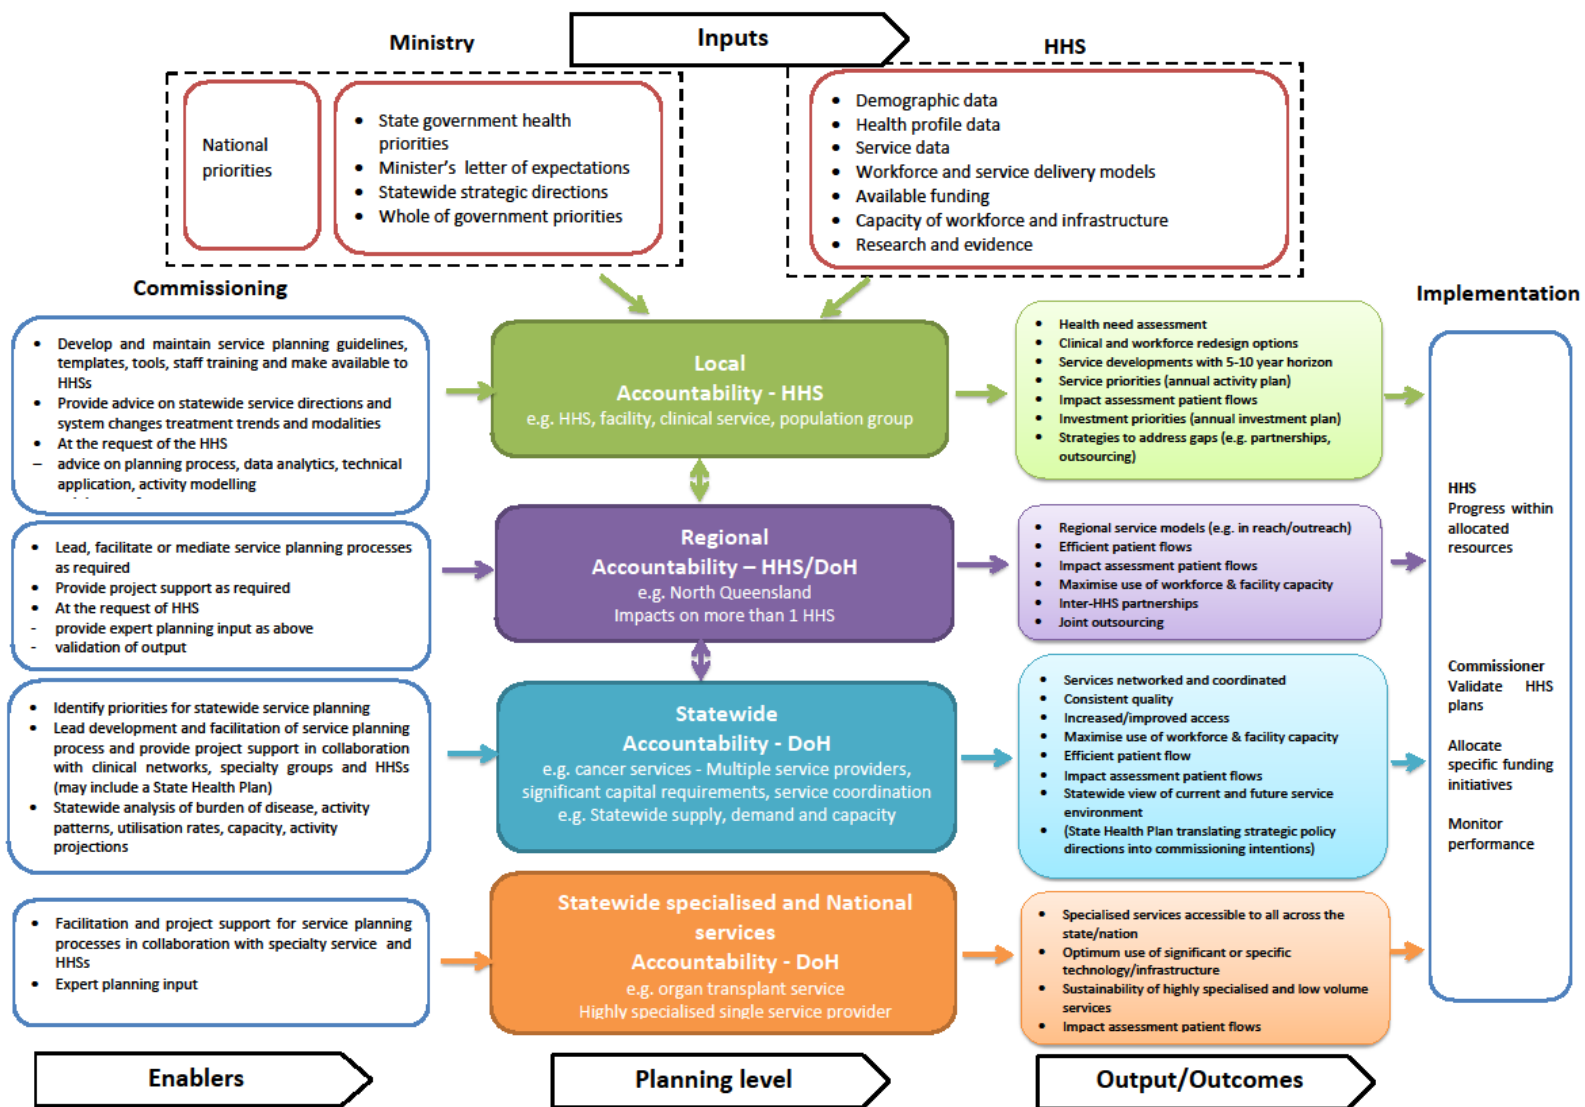 Ministry
Inputs
HHS
National
priorities
• State government health
priorities
• Minister's letter of expectations
• Statewide strategic directions
• Whole of government priorities
• Demographic data
• Health profile data
• Service data
• Workforce and service delivery models
• Available funding
• Capacity of workforce and infrastructure
• Research and evidence
Commissioning
Implementation
• Develop and maintain service planning guidelines,
templates, tools, staff training and make available to
HHSs
• Provide advice on statewide service directions and
system changes treatment trends and modalities
• At the request of the HHS
– advice on planning process, data analytics, technical
application, activity modelling
Local
Accountability - HHS
e.g. HHS, facility, clinical service, population group
• Health need assessment
• Clinical and workforce redesign options
• Service developments with 5-10 year horizon
• Service priorities (annual activity plan)
• Impact assessment patient flows
• Investment priorities (annual investment plan)
• Strategies to address gaps (e.g. partnerships,
outsourcing)
• Lead, facilitate or mediate service planning processes
as required
• Provide project support as required
• At the request of HHS
- provide expert planning input as above
- validation of output
Regional
Accountability – HHS/DoH
e.g. North Queensland
Impacts on more than 1 HHS
• Regional service models (e.g. in reach/outreach)
• Efficient patient flows
• Impact assessment patient flows
• Maximise use of workforce & facility capacity
• Inter-HHS partnerships
• Joint outsourcing
• Identify priorities for statewide service planning
• Lead development and facilitation of service planning
process and provide project support in collaboration
with clinical networks, specialty groups and HHSs
(may include a State Health Plan)
• Statewide analysis of burden of disease, activity
patterns, utilisation rates, capacity, activity
projections
Statewide
Accountability - DoH
e.g. cancer services - Multiple service providers,
significant capital requirements, service coordination
e.g. Statewide supply, demand and capacity
• Services networked and coordinated
• Consistent quality
• Increased/improved access
• Maximise use of workforce & facility capacity
• Efficient patient flow
• Impact assessment patient flows
• Statewide view of current and future service
environment
• (State Health Plan translating strategic policy
directions into commissioning intentions)
• Facilitation and project support for service planning
processes in collaboration with specialty service and
HHSs
• Expert planning input
Statewide specialised and National
services
Accountability - DoH
e.g. organ transplant service
Highly specialised single service provider
• Specialised services accessible to all across the
state/nation
• Optimum use of significant or specific
technology/infrastructure
• Sustainability of highly specialised and low volume
services
• Impact assessment patient flows
HHS
Progress within
allocated
resources
Commissioner
Validate HHS
plans
Allocate
specific funding
initiatives
Monitor
performance
Enablers
Planning level
Output/Outcomes